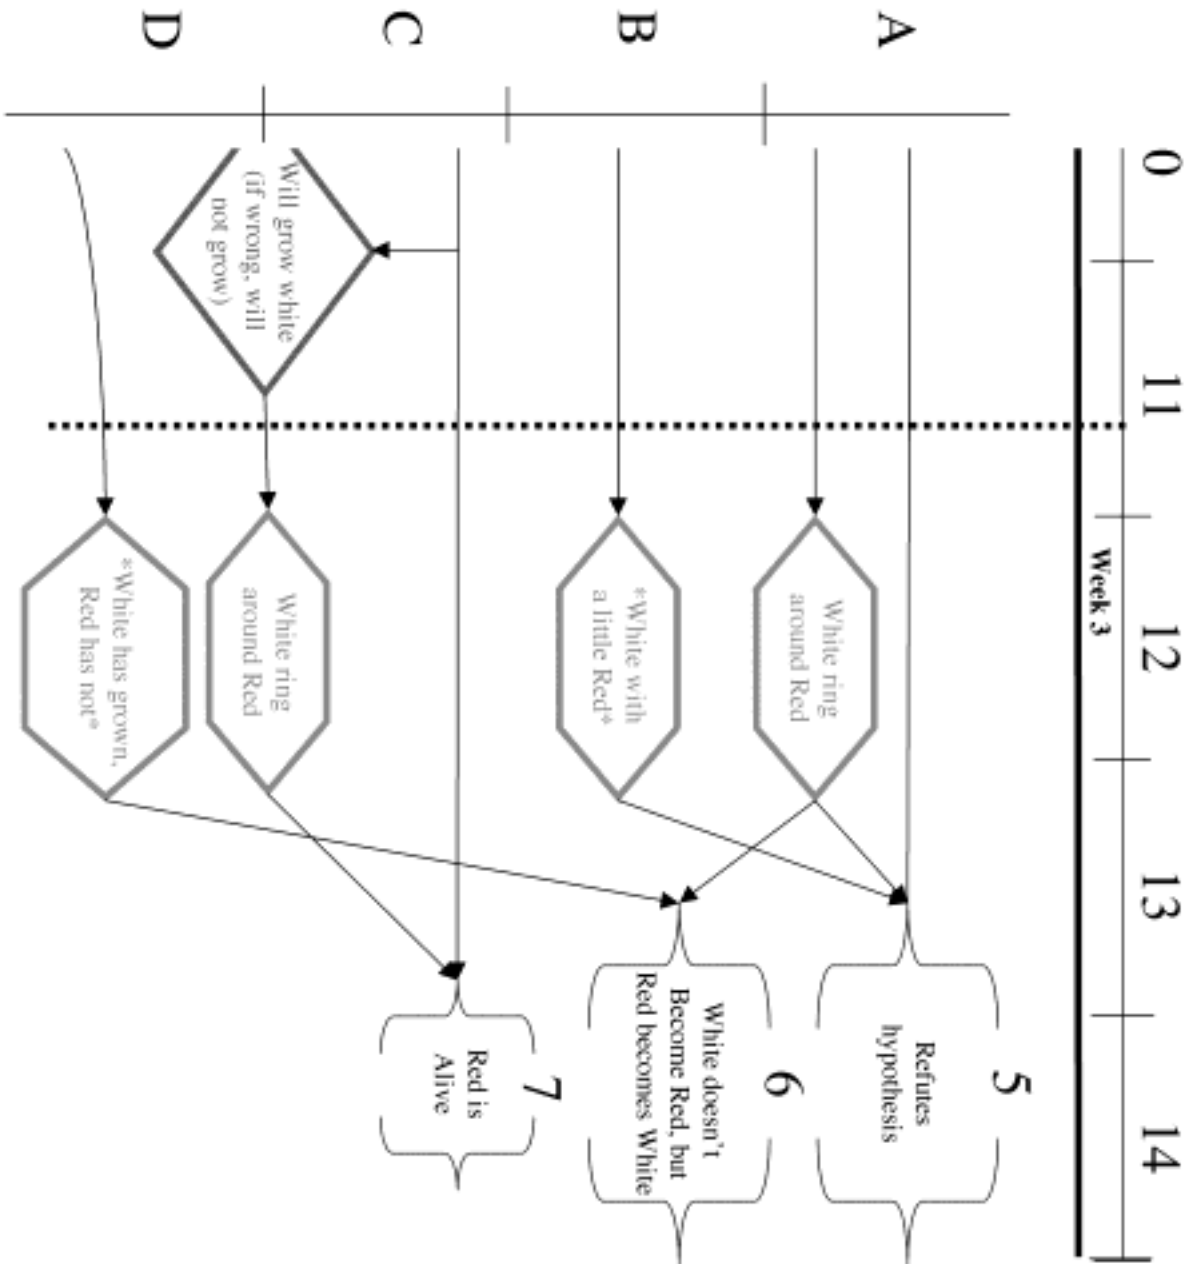 0
11
12
13
14
Week 3
A
B
C
D
White ring
around Red
5
Refutes
hypothesis
*White with
a little Red*
6
White doesn't
Become Red, but
Red becomes White
Will grow white
(if wrong, will
not grow)
White ring
around Red
7
Red is
Alive
*White has grown,
Red has not*